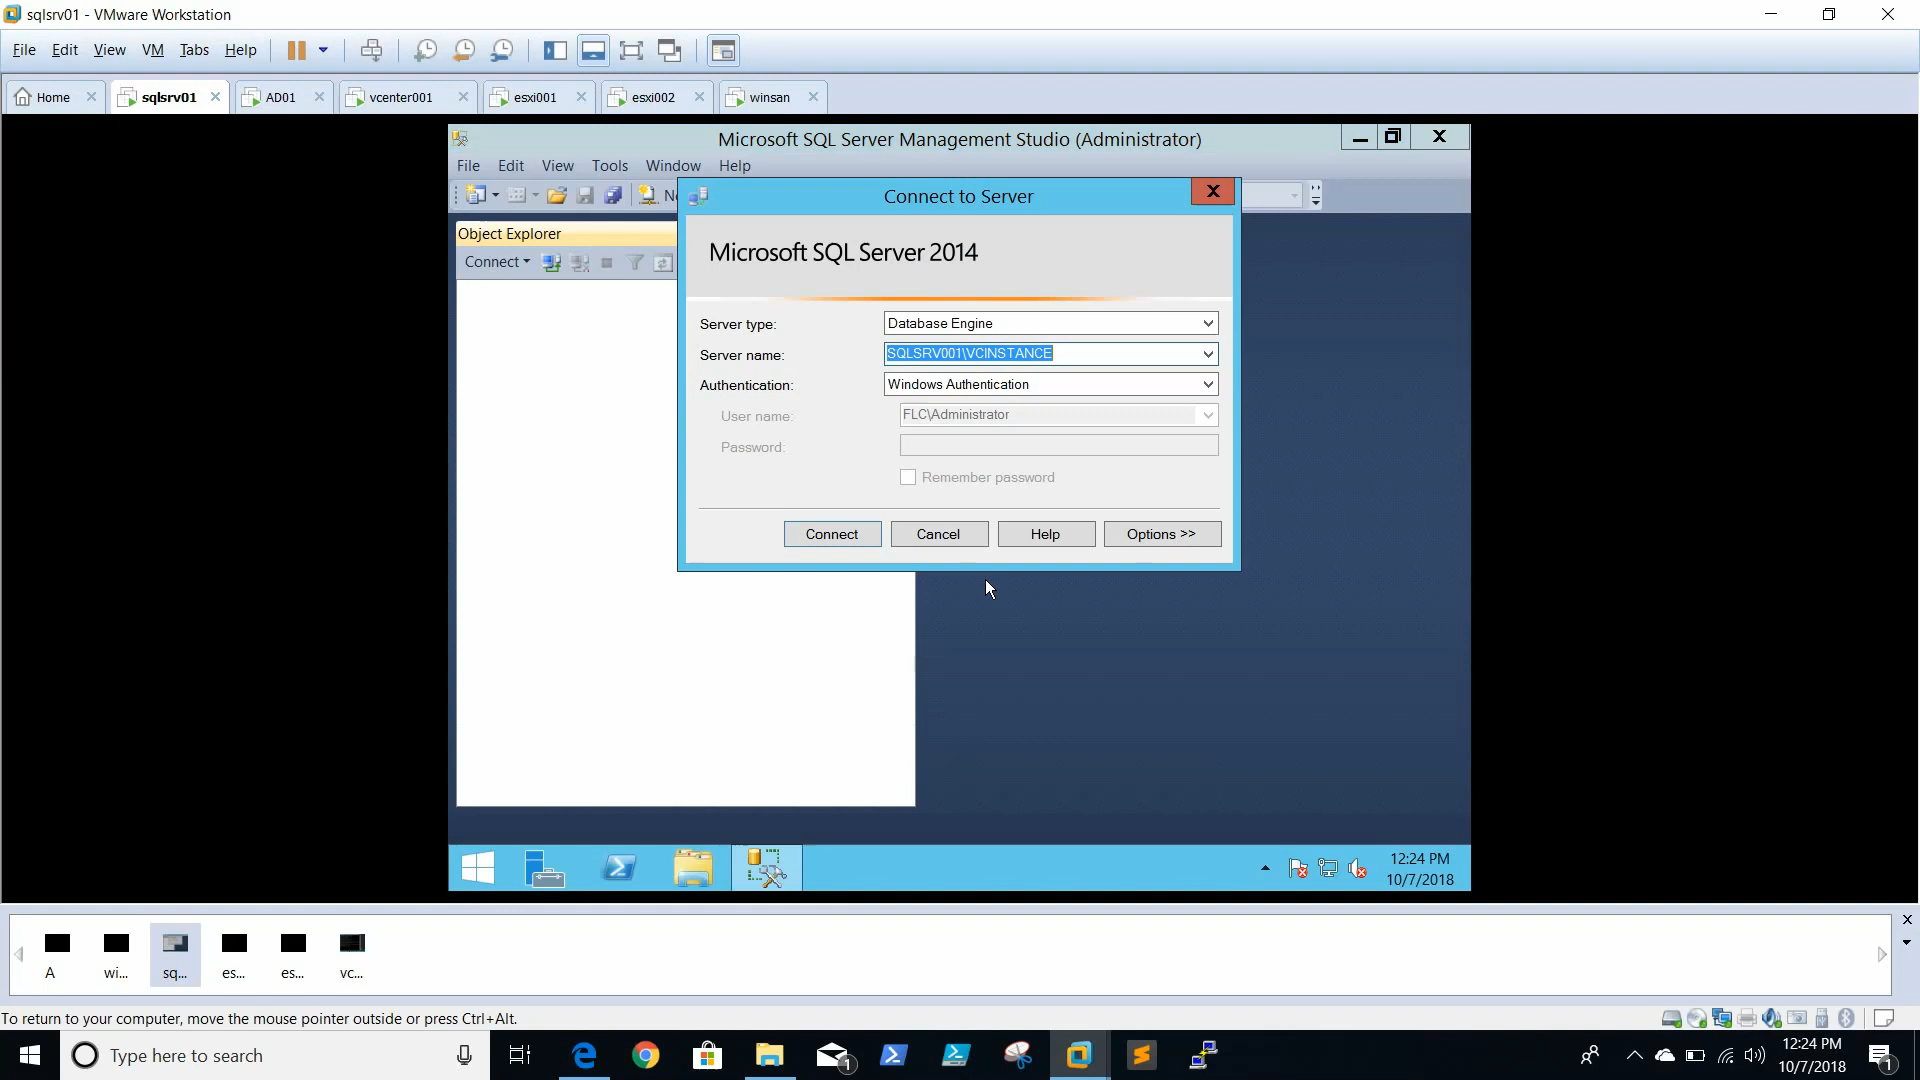 sqlsrv01 - VMware Workstation
File Edit View VM Tabs Help
Home sqlsrv01 AD01 vcenter001 esxi001 esxi002 winsan
Microsoft SQL Server Management Studio (Administrator)
File Edit View Tools Window Help
Connect to Server
Object Explorer
Connect
Microsoft SQL Server 2014
Server type: Database Engine
Server name: SQLSRV001\VCINSTANCE
Authentication: Windows Authentication
User name: FLC\Administrator
Password:
Remember password
Connect Cancel Help Options >>
12:24 PM
10/7/2018
A wi... sq... es... es... vc...
To return to your computer, move the mouse pointer outside or press Ctrl+Alt.
Type here to search
1
12:24 PM
10/7/2018
1